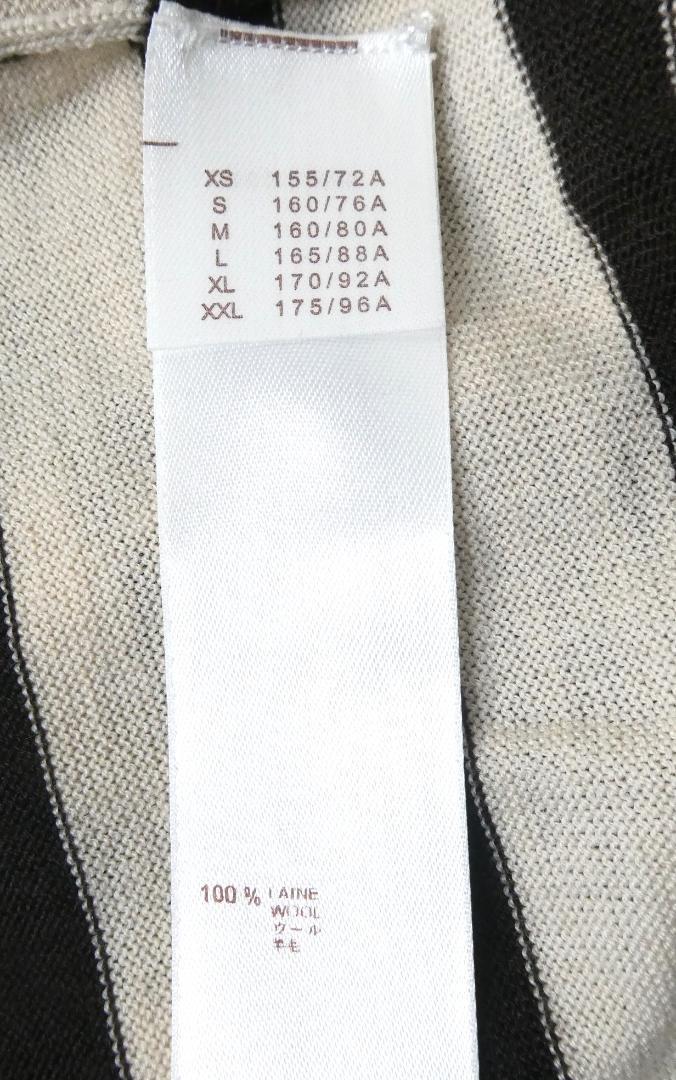 XS 155/72A
S 160/76A
M 160/80A
L 165/88A
XL 170/92A
XXL 175/96A
100 % LAINE
WOOL
ウール
羊毛